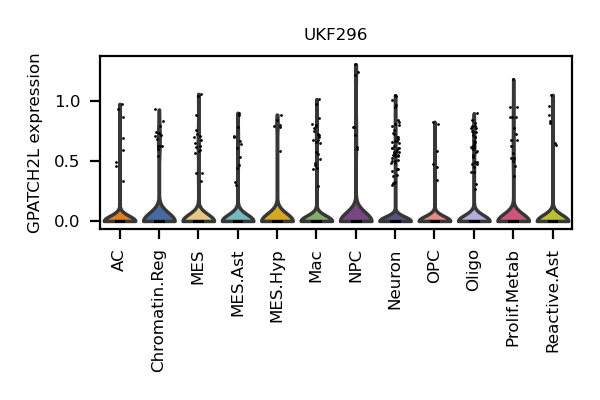 UKF296
GPATCH2L expression
1.0
0.5
0.0
AC
Chromatin.Reg
MES
MES.Ast
MES.Hyp
Mac
NPC
Neuron
OPC
Oligo
Prolif.Metab
Reactive.Ast